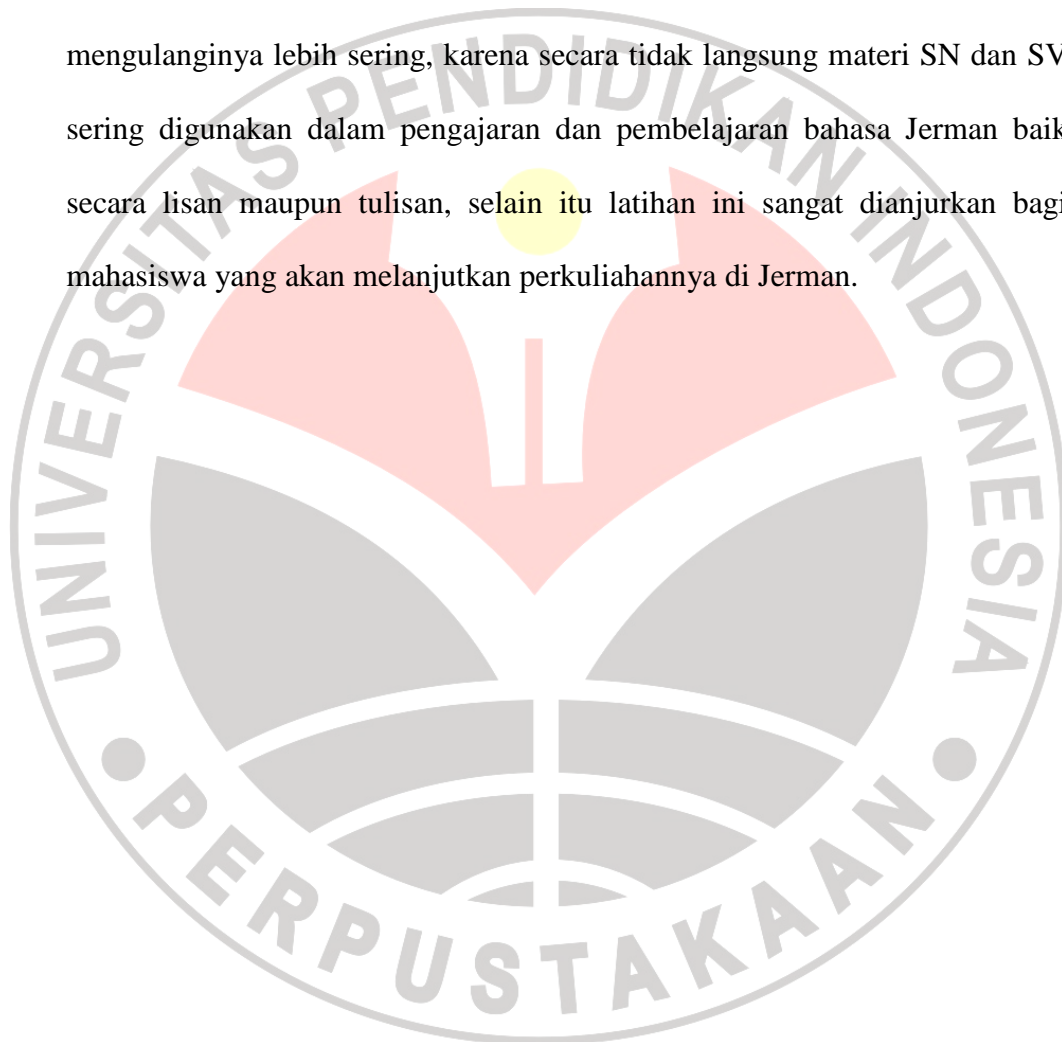 mengulanginya lebih sering, karena secara tidak langsung materi SN dan SV
sering digunakan dalam pengajaran dan pembelajaran bahasa Jerman baik
secara lisan maupun tulisan, selain itu latihan ini sangat dianjurkan bagi
mahasiswa yang akan melanjutkan perkuliahannya di Jerman.
UNIVERSITAS PENDIDIKAN INDONESIA
PERPUSTAKAAN